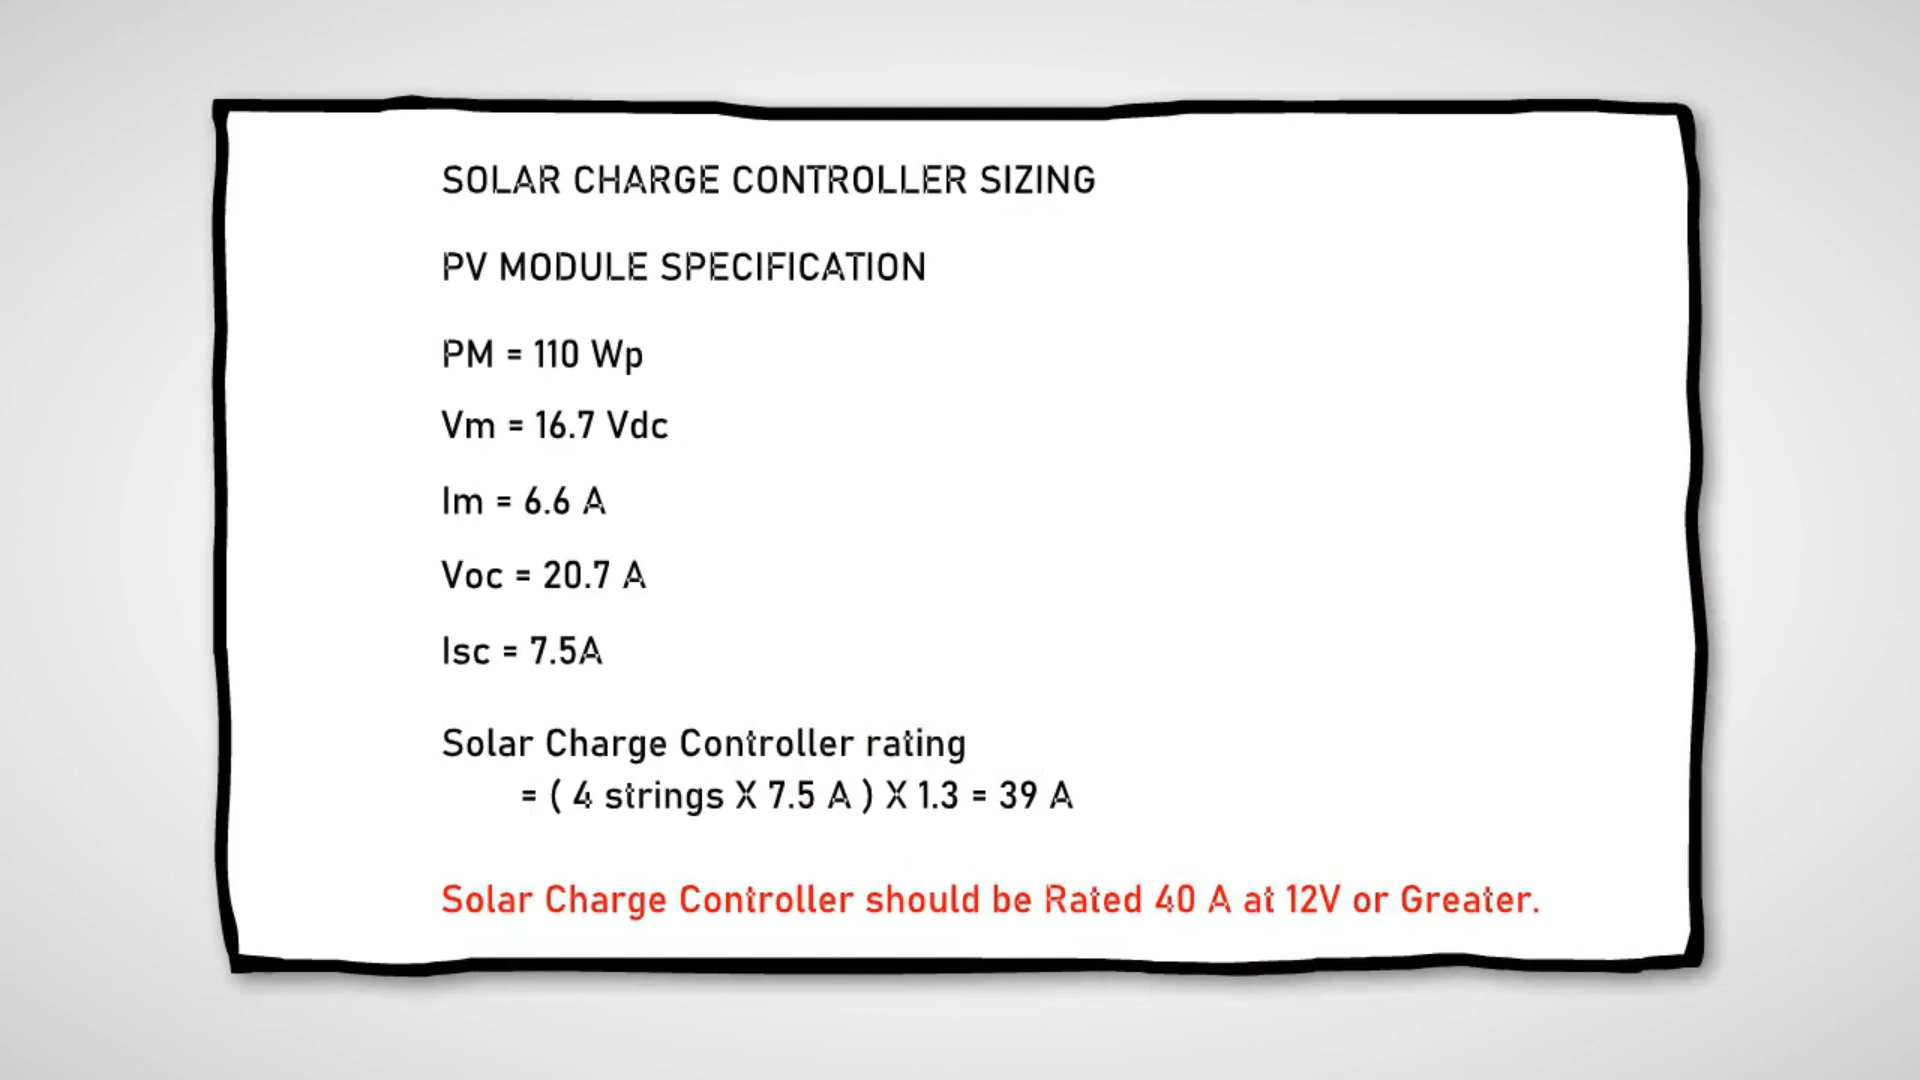 SOLAR CHARGE CONTROLLER SIZING
PV MODULE SPECIFICATION
PM = 110 Wp
Vm = 16.7 Vdc
Im = 6.6 A
Voc = 20.7 A
Isc = 7.5A
Solar Charge Controller rating
= ( 4 strings X 7.5 A ) X 1.3 = 39 A
Solar Charge Controller should be Rated 40 A at 12V or Greater.